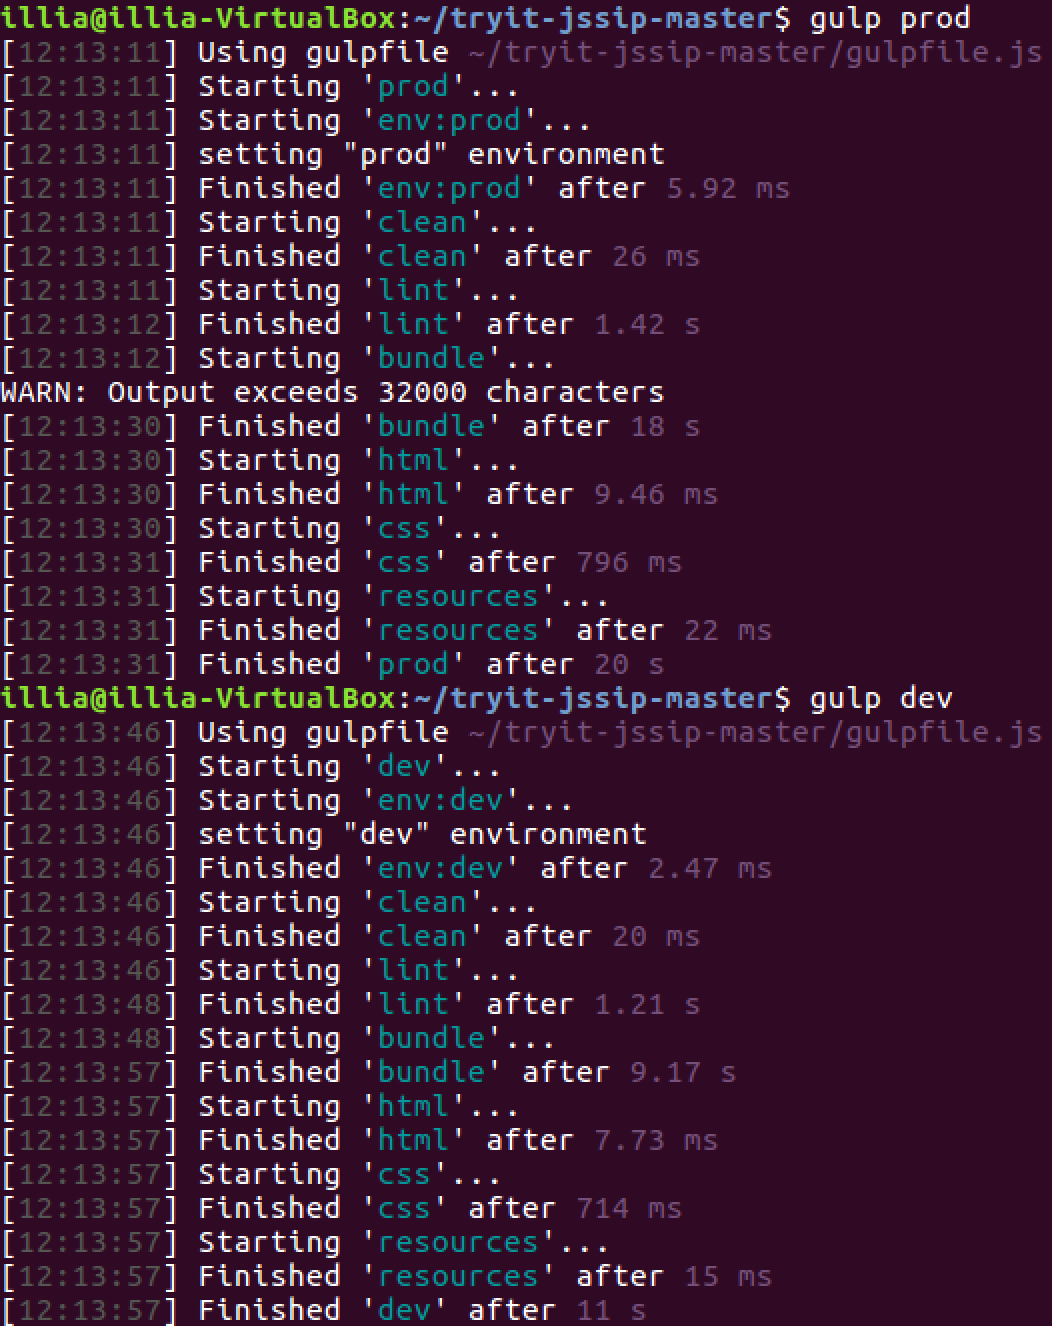 illia@illia-VirtualBox:~/tryit-jssip-master$ gulp prod
[12:13:11] Using gulpfile ~/tryit-jssip-master/gulpfile.js
[12:13:11] Starting 'prod'...
[12:13:11] Starting 'env:prod'...
[12:13:11] setting "prod" environment
[12:13:11] Finished 'env:prod' after 5.92 ms
[12:13:11] Starting 'clean'...
[12:13:11] Finished 'clean' after 26 ms
[12:13:11] Starting 'lint'...
[12:13:12] Finished 'lint' after 1.42 s
[12:13:12] Starting 'bundle'...
WARN: Output exceeds 32000 characters
[12:13:30] Finished 'bundle' after 18 s
[12:13:30] Starting 'html'...
[12:13:30] Finished 'html' after 9.46 ms
[12:13:30] Starting 'css'...
[12:13:31] Finished 'css' after 796 ms
[12:13:31] Starting 'resources'...
[12:13:31] Finished 'resources' after 22 ms
[12:13:31] Finished 'prod' after 20 s
illia@illia-VirtualBox:~/tryit-jssip-master$ gulp dev
[12:13:46] Using gulpfile ~/tryit-jssip-master/gulpfile.js
[12:13:46] Starting 'dev'...
[12:13:46] Starting 'env:dev'...
[12:13:46] setting "dev" environment
[12:13:46] Finished 'env:dev' after 2.47 ms
[12:13:46] Starting 'clean'...
[12:13:46] Finished 'clean' after 20 ms
[12:13:46] Starting 'lint'...
[12:13:48] Finished 'lint' after 1.21 s
[12:13:48] Starting 'bundle'...
[12:13:57] Finished 'bundle' after 9.17 s
[12:13:57] Starting 'html'...
[12:13:57] Finished 'html' after 7.73 ms
[12:13:57] Starting 'css'...
[12:13:57] Finished 'css' after 714 ms
[12:13:57] Starting 'resources'...
[12:13:57] Finished 'resources' after 15 ms
[12:13:57] Finished 'dev' after 11 s